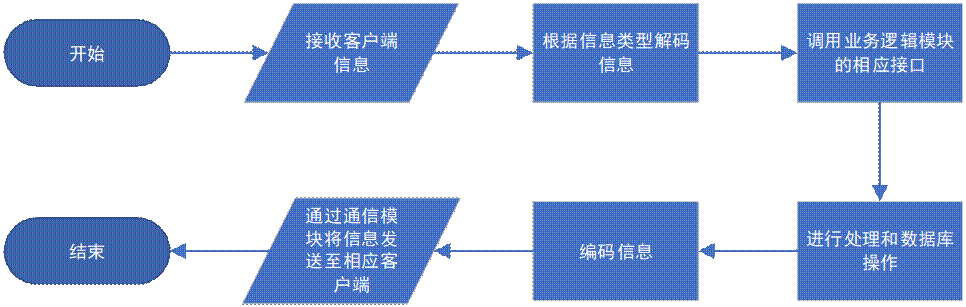 开始
接收客户端
信息
根据信息类型解码
信息
调用业务逻辑模块
的相应接口
进行处理和数据库
操作
编码信息
通过通信模
块将信息发
送至相应客
户端
结束